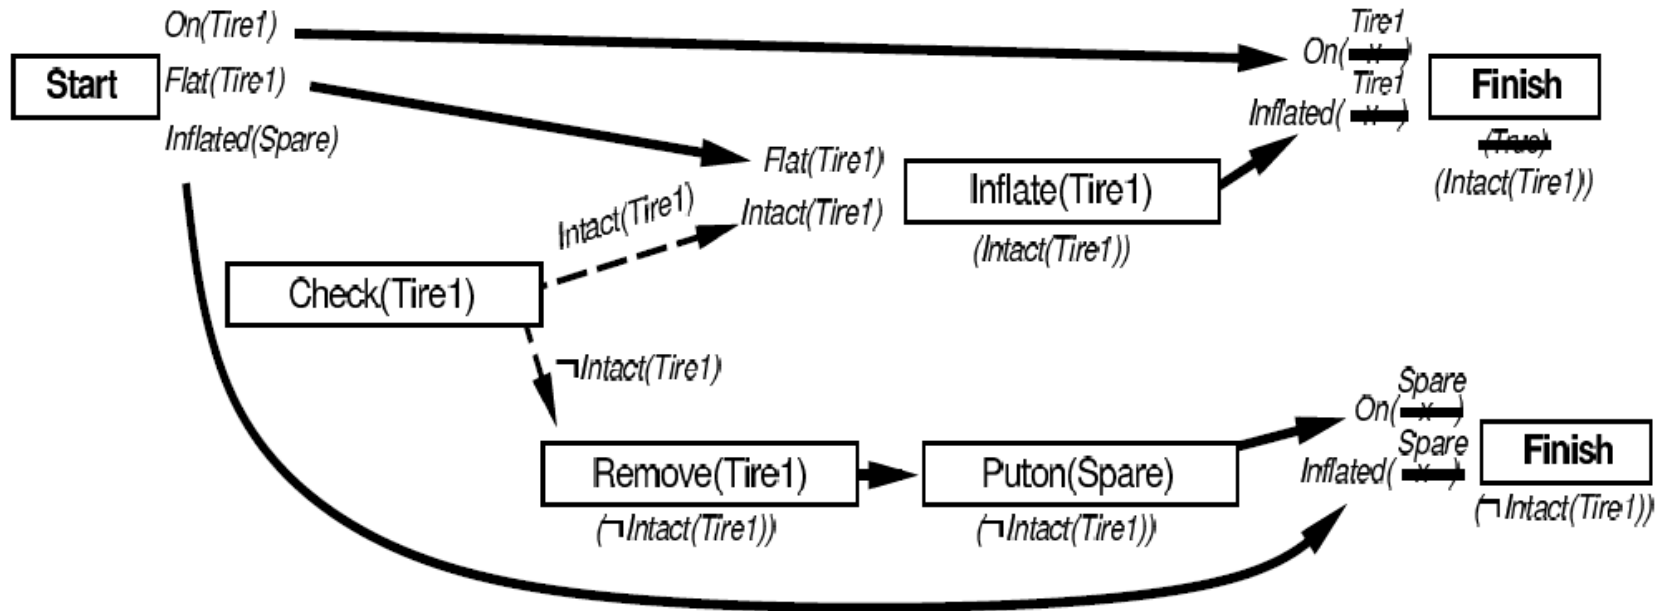 On(Tire1)
Start
Flat(Tire1)
Inflated(Spare)
Tire1
On( x )
Tire1
Inflated( x )
Finish
(True)
(Intact(Tire1))
Flat(Tire1)
Intact(Tire1)
Inflate(Tire1)
(Intact(Tire1))
Intact(Tire1)
Check(Tire1)
¬Intact(Tire1)
Remove(Tire1)
(¬Intact(Tire1))
Puton(Spare)
(¬Intact(Tire1))
Spare
On( x )
Spare
Inflated( x )
Finish
(¬Intact(Tire1))